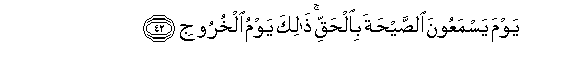 يَوۡمَ يَسۡمَعُونَ ٱلصَّيۡحَةَ بِٱلۡحَقِّۚ ذَٰلِكَ يَوۡمُ ٱلۡخُرُوجِ ٤٢